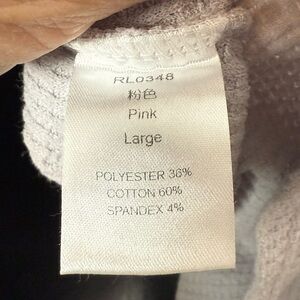 RL0348
粉色
Pink
Large
POLYESTER 36%
COTTON 60%
SPANDEX 4%